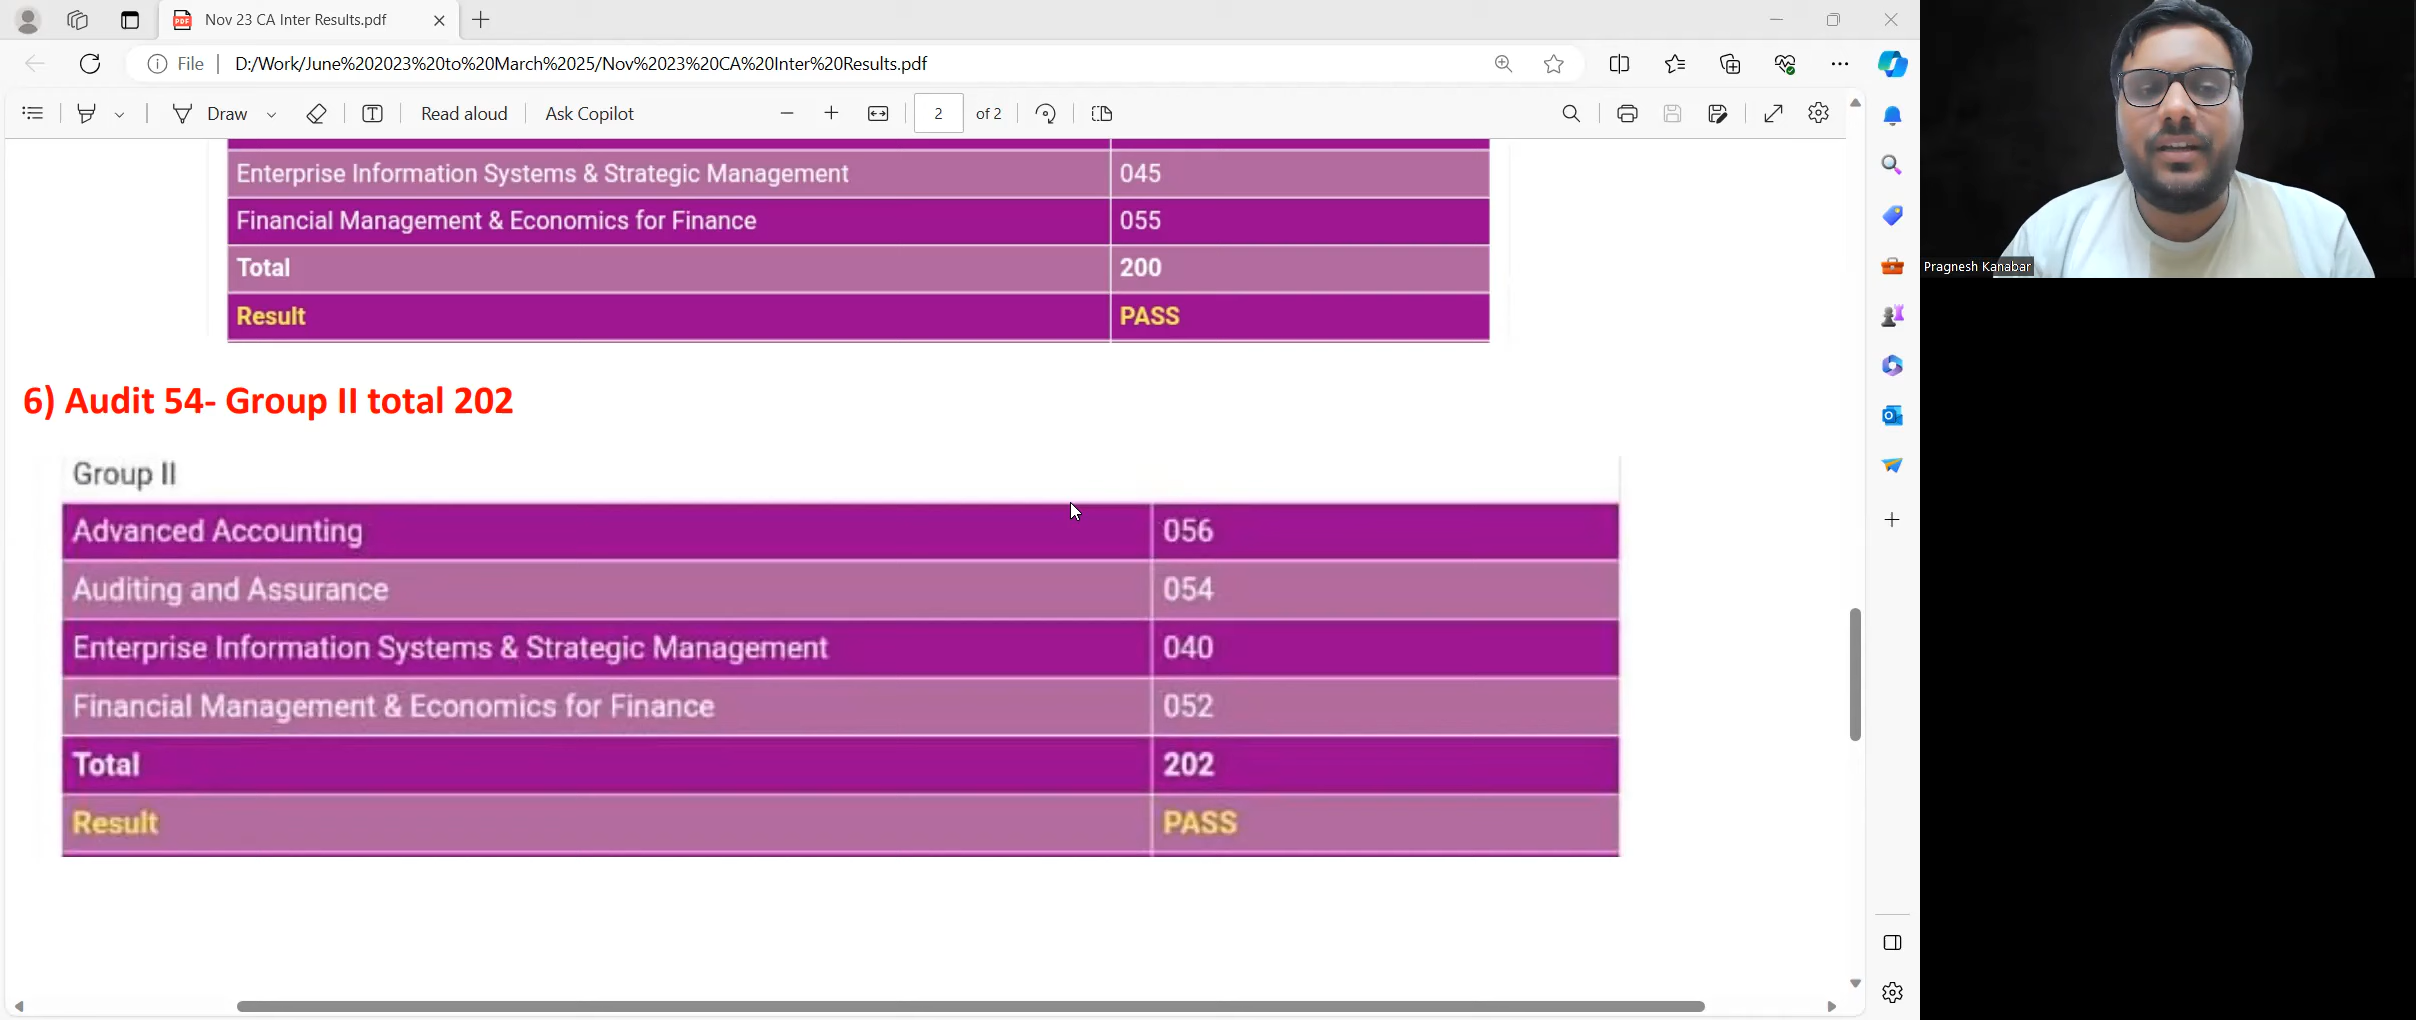 Nov 23 CA Inter Results.pdf
File
D:/Work/June%202023%20to%20March%2025/Nov%2023%20CA%20Inter%20Results.pdf
Draw
Read aloud
Ask Copilot
2 of 2
Enterprise Information Systems & Strategic Management 045
Financial Management & Economics for Finance 055
Total 200
Result PASS
6) Audit 54- Group II total 202
Group II
Advanced Accounting 056
Auditing and Assurance 054
Enterprise Information Systems & Strategic Management 040
Financial Management & Economics for Finance 052
Total 202
Result PASS
Pragnesh Kanabar